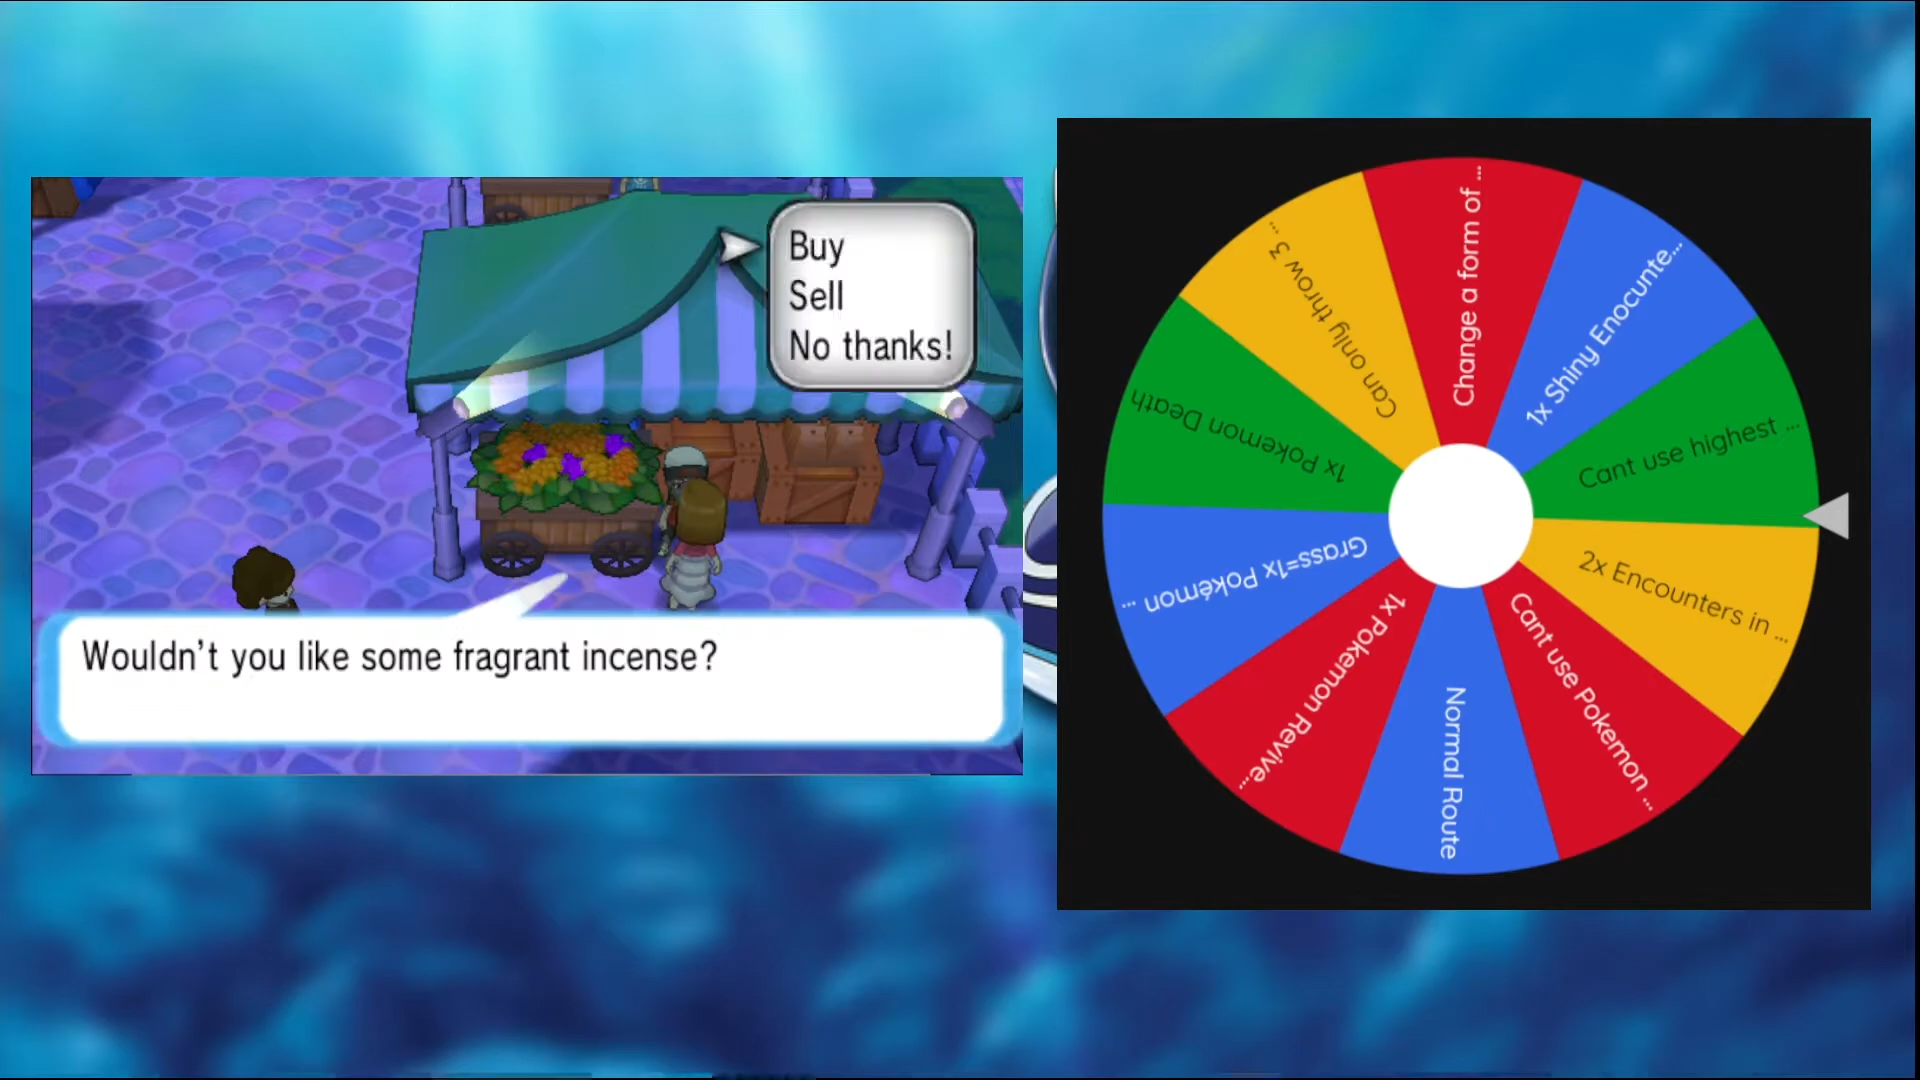 Buy
Sell
No thanks!
Wouldn't you like some fragrant incense?
Change a form of ...
1x Shiny Enocunte...
Cant use highest ...
2x Encounters in ...
Cant use Pokemon ...
Normal Route
1x Pokemon Revive...
Grass=1x Pokémon ...
1x Pokemon Death
Can only throw 3 ...